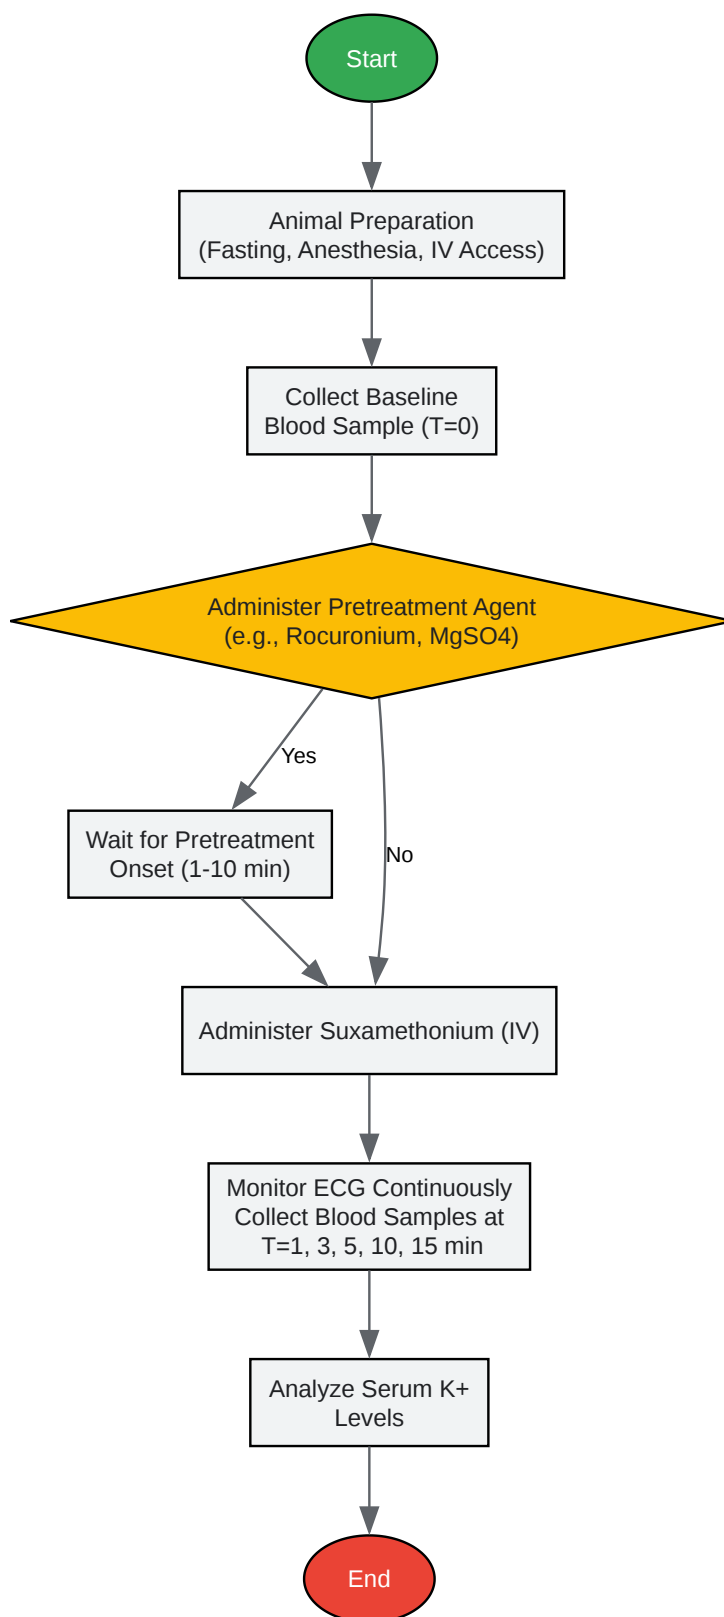 Start
Animal Preparation
(Fasting, Anesthesia, IV Access)
Collect Baseline
Blood Sample (T=0)
Administer Pretreatment Agent
(e.g., Rocuronium, MgSO4)
Yes
Wait for Pretreatment
Onset (1-10 min)
No
Administer Suxamethonium (IV)
Monitor ECG Continuously
Collect Blood Samples at
T=1, 3, 5, 10, 15 min
Analyze Serum K+
Levels
End